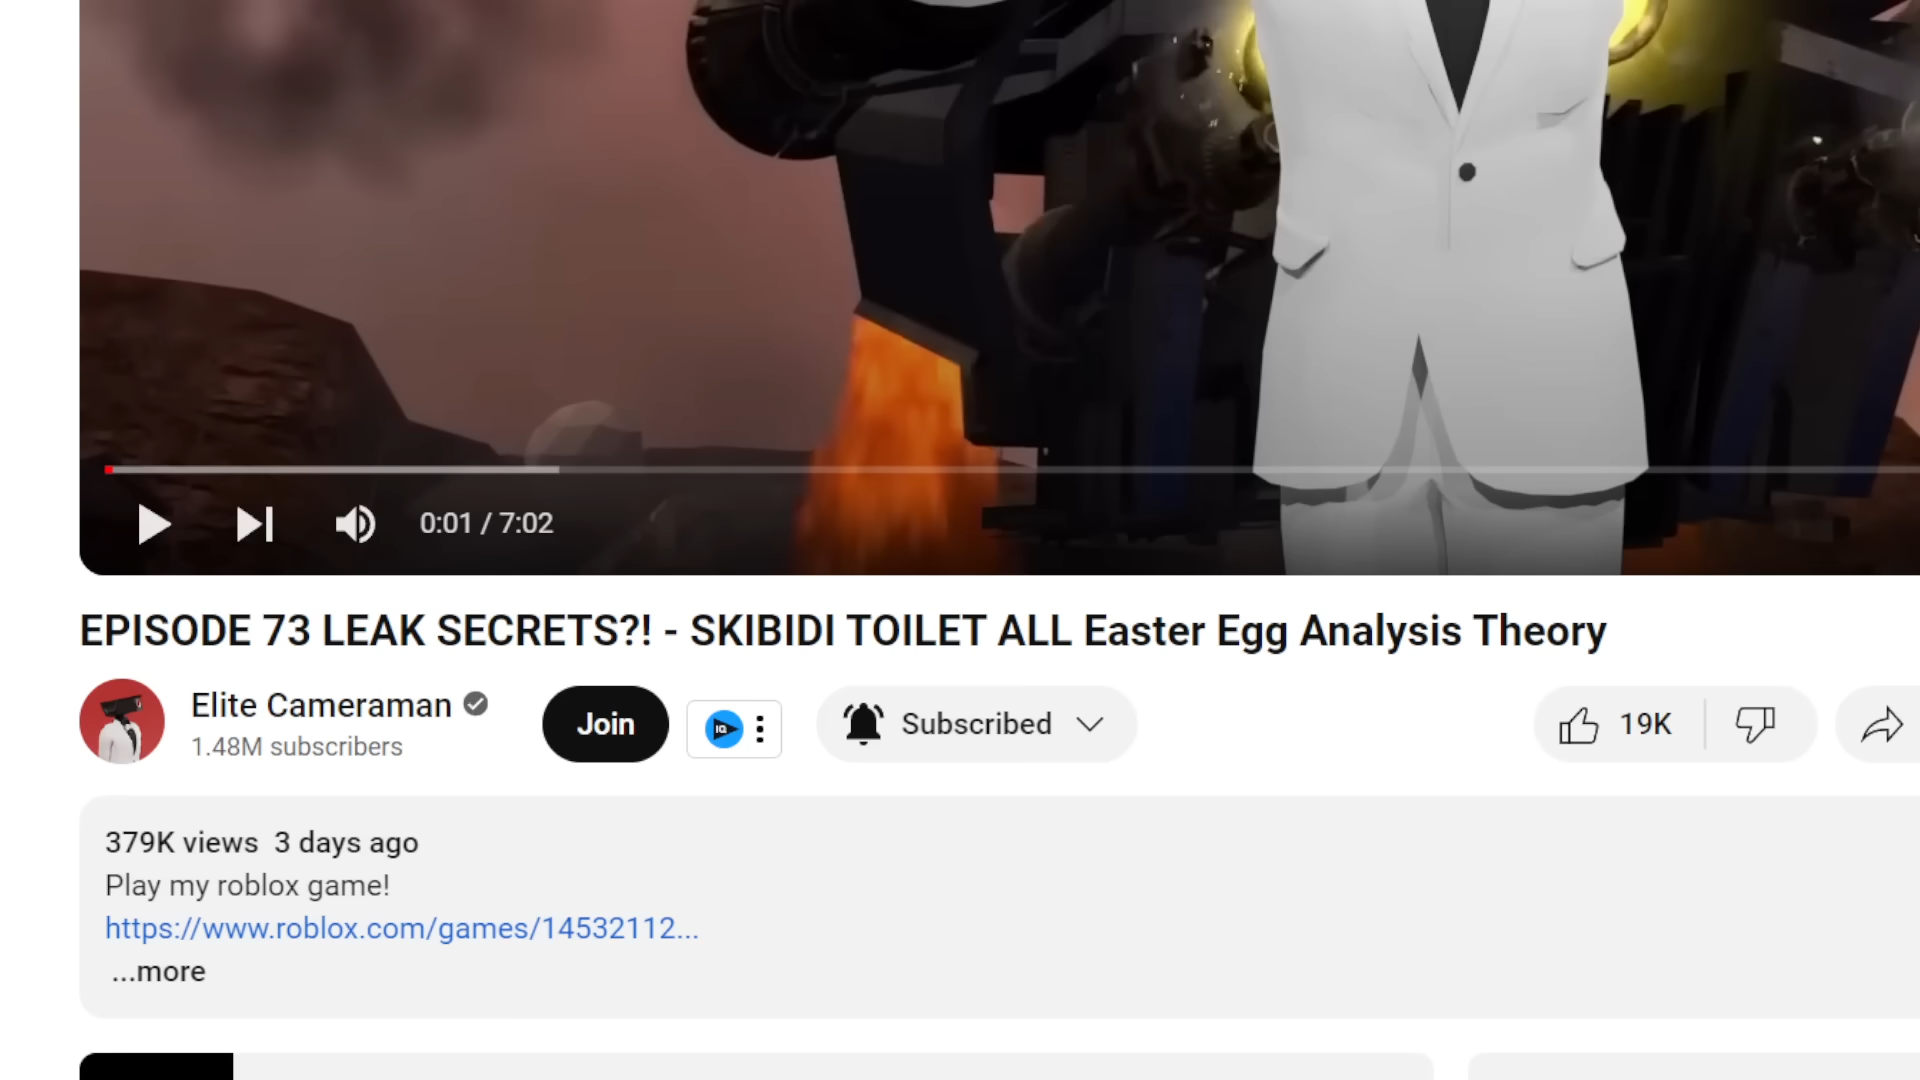 0:01 / 7:02
EPISODE 73 LEAK SECRETS?! - SKIBIDI TOILET ALL Easter Egg Analysis Theory
Elite Cameraman
1.48M subscribers
Join
IQ
Subscribed
19K
379K views 3 days ago
Play my roblox game!
https://www.roblox.com/games/14532112...
...more